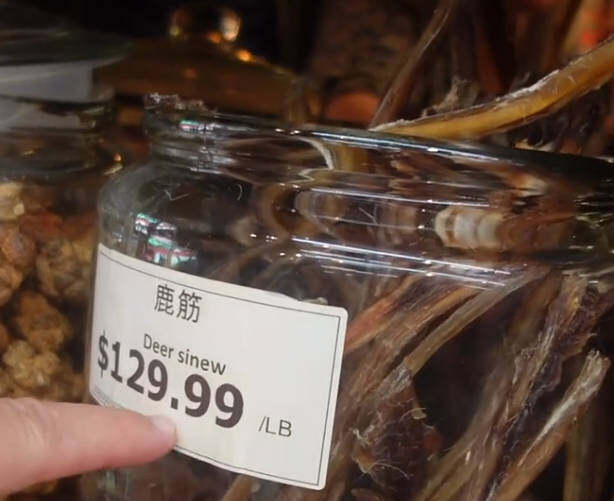 鹿筋
Deer sinew
$129.99 /LB